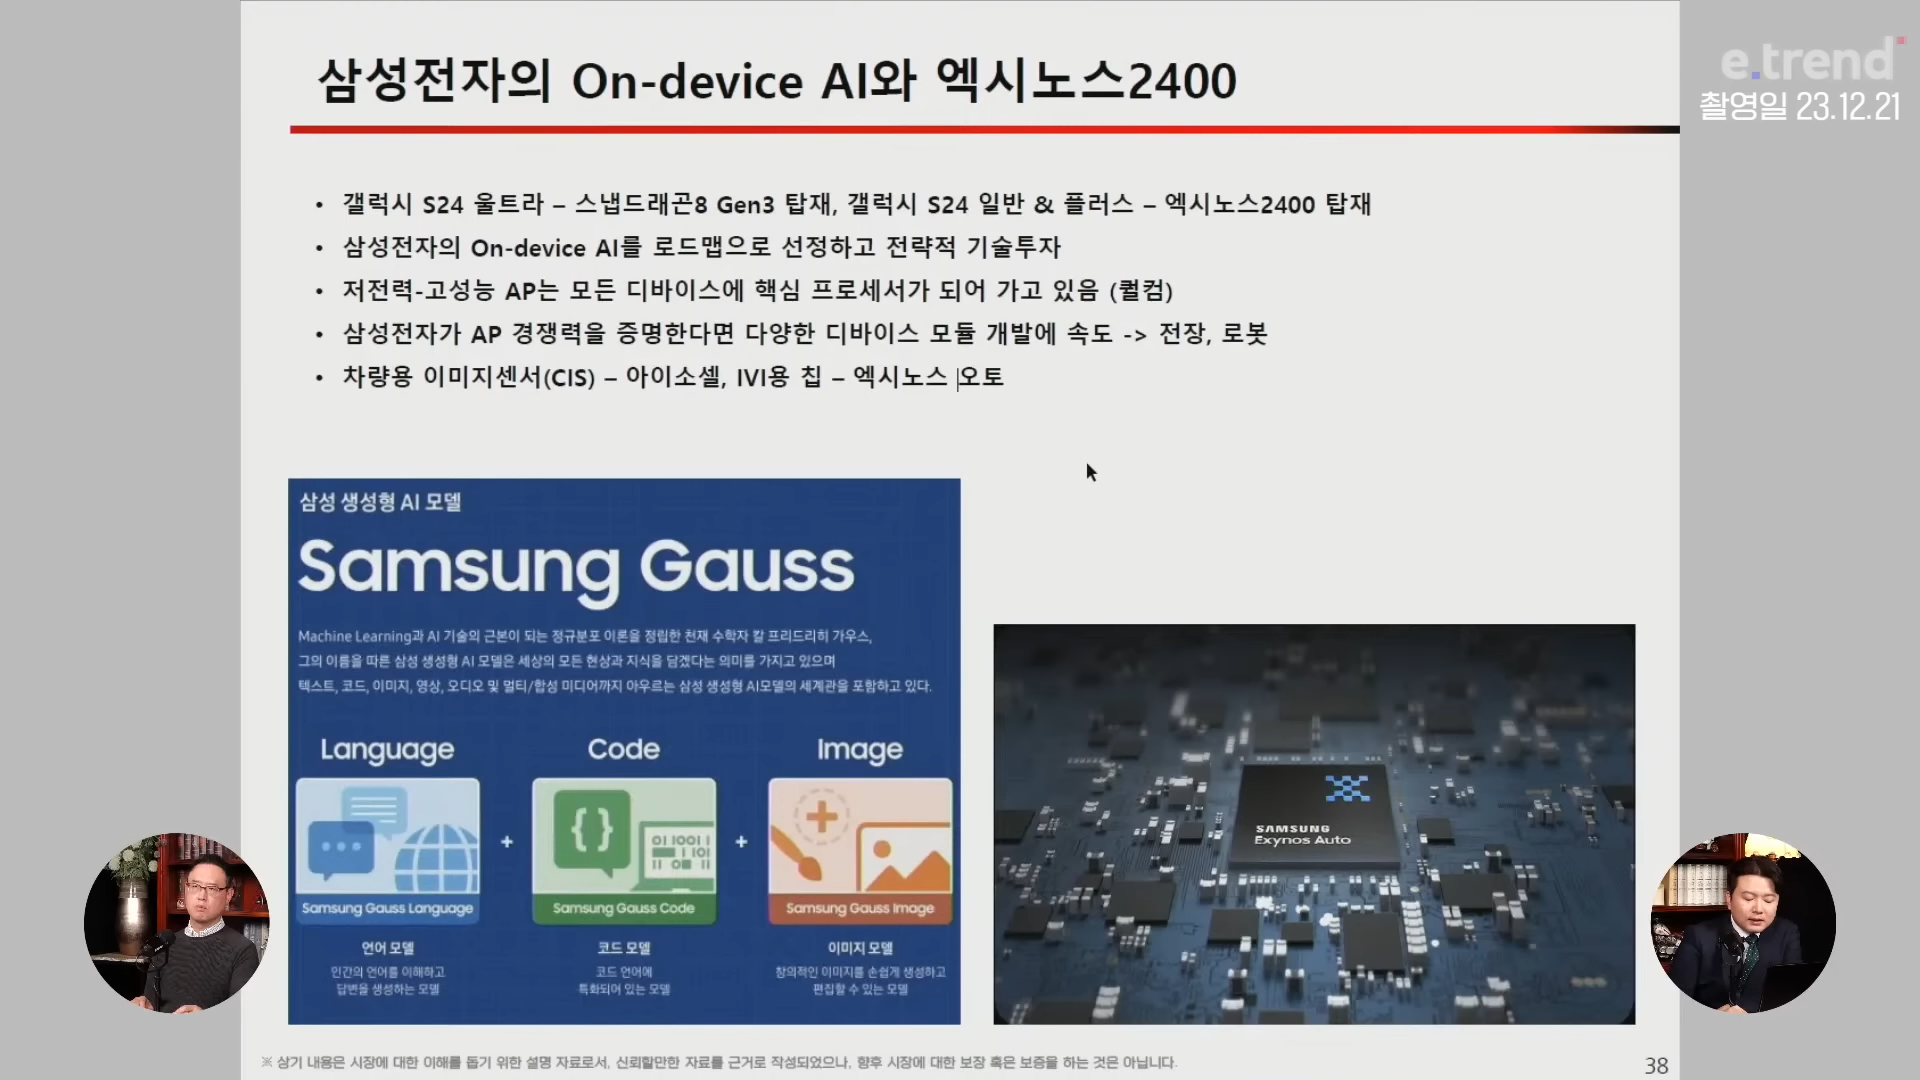 삼성전자의 On-device AI와 엑시노스2400
e.trend
촬영일 23.12.21
• 갤럭시 S24 울트라 – 스냅드래곤8 Gen3 탑재, 갤럭시 S24 일반 & 플러스 – 엑시노스2400 탑재
• 삼성전자의 On-device AI를 로드맵으로 선정하고 전략적 기술투자
• 저전력-고성능 AP는 모든 디바이스에 핵심 프로세서가 되어 가고 있음 (퀄컴)
• 삼성전자가 AP 경쟁력을 증명한다면 다양한 디바이스 모듈 개발에 속도 -> 전장, 로봇
• 차량용 이미지센서(CIS) – 아이소셀, IVI용 칩 – 엑시노스 오토
삼성 생성형 AI 모델
Samsung Gauss
Machine Learning과 AI 기술의 근본이 되는 정규분포 이론을 정립한 천재 수학자 칼 프리드리히 가우스,
그의 이름을 따른 삼성 생성형 AI 모델은 세상의 모든 현상과 지식을 담겠다는 의미를 가지고 있으며
텍스트, 코드, 이미지, 영상, 오디오 및 멀티/합성 미디어까지 아우르는 삼성 생성형 AI모델의 세계관을 포함하고 있다.
Language
Code
Image
Samsung Gauss Language
+
Samsung Gauss Code
+
Samsung Gauss Image
언어 모델
인간의 언어를 이해하고
답변을 생성하는 모델
코드 모델
코드 언어에
특화되어 있는 모델
이미지 모델
창의적인 이미지를 손쉽게 생성하고
편집할 수 있는 모델
SAMSUNG
Exynos Auto
※ 상기 내용은 시장에 대한 이해를 돕기 위한 설명 자료로서, 신뢰할만한 자료를 근거로 작성되었으나, 향후 시장에 대한 보장 혹은 보증을 하는 것은 아닙니다.
38